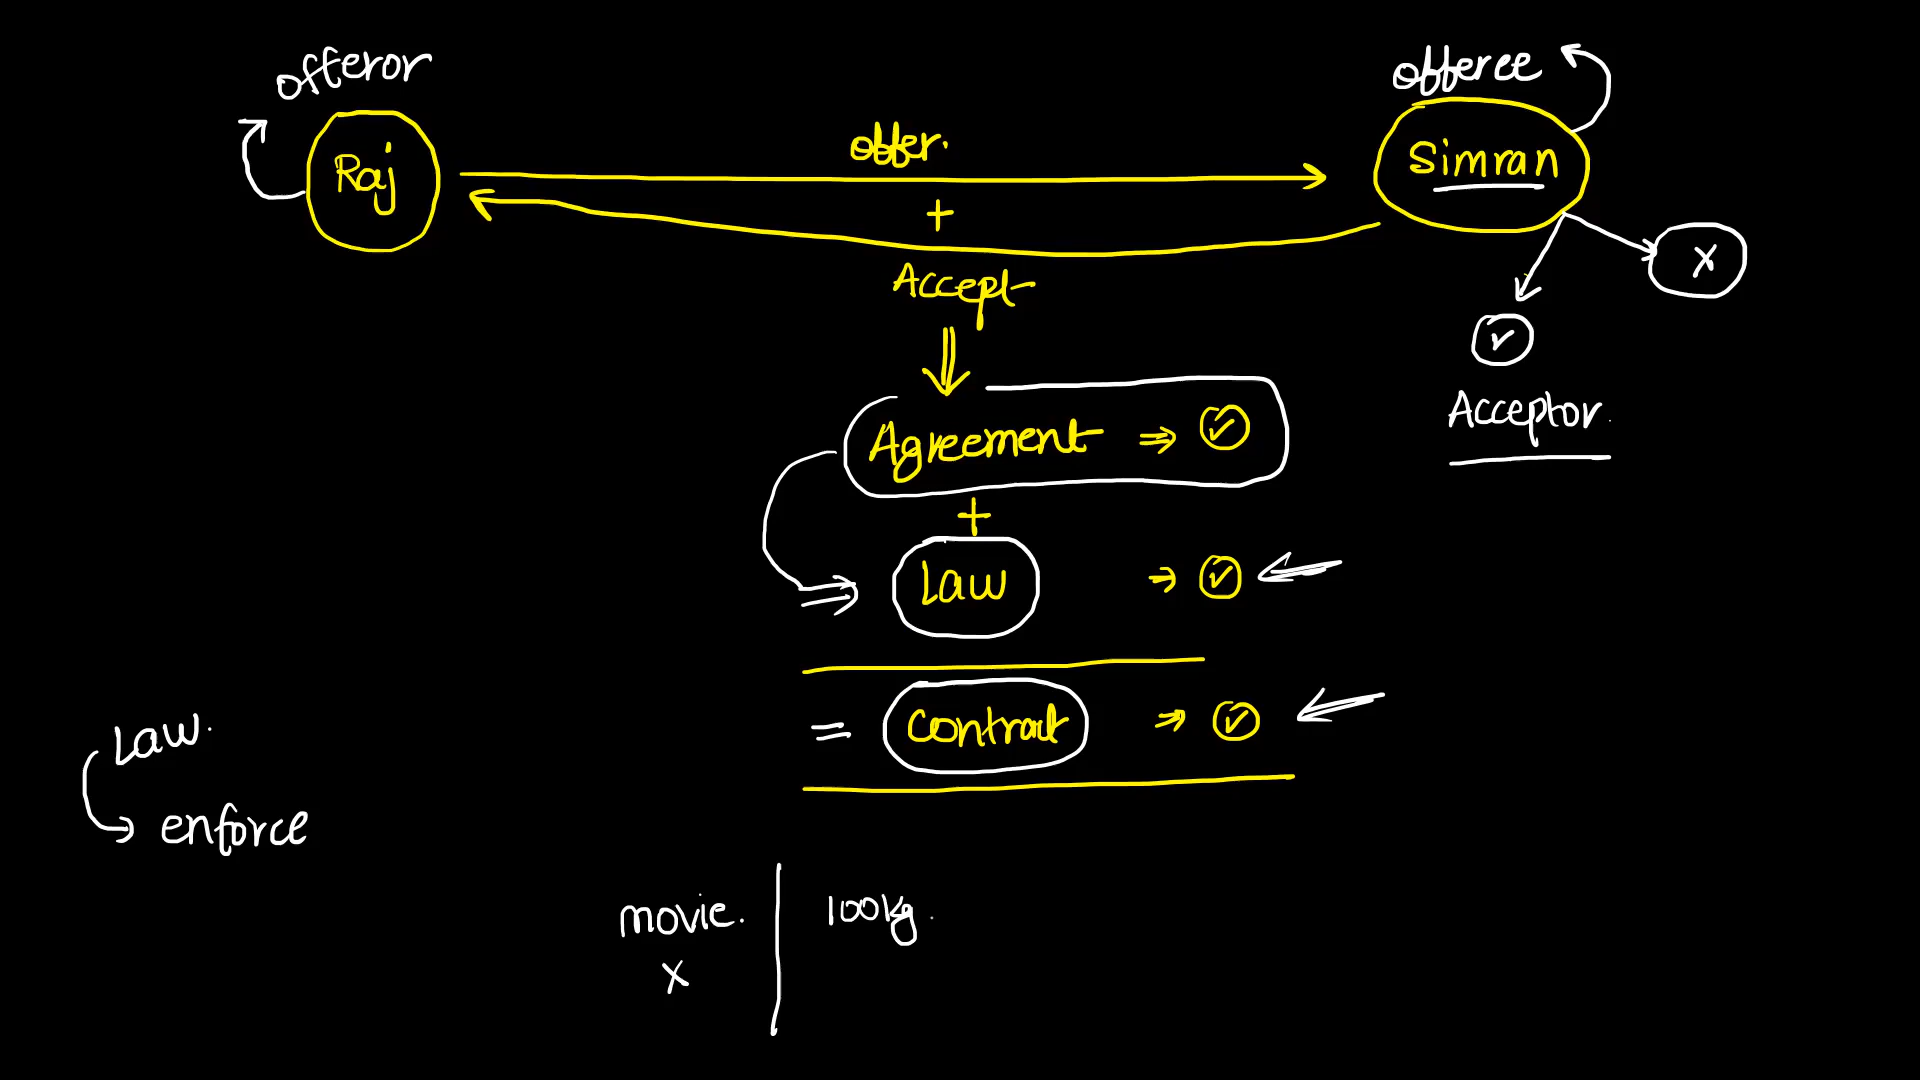 offeror
offeree
Raj
offer.
Simran
+
X
Accept
✓
Acceptor.
Agreement ⇒ ✓
+
Law ⇒ ✓
= Contract ⇒ ✓
Law.
enforce
movie. 100kg.
X